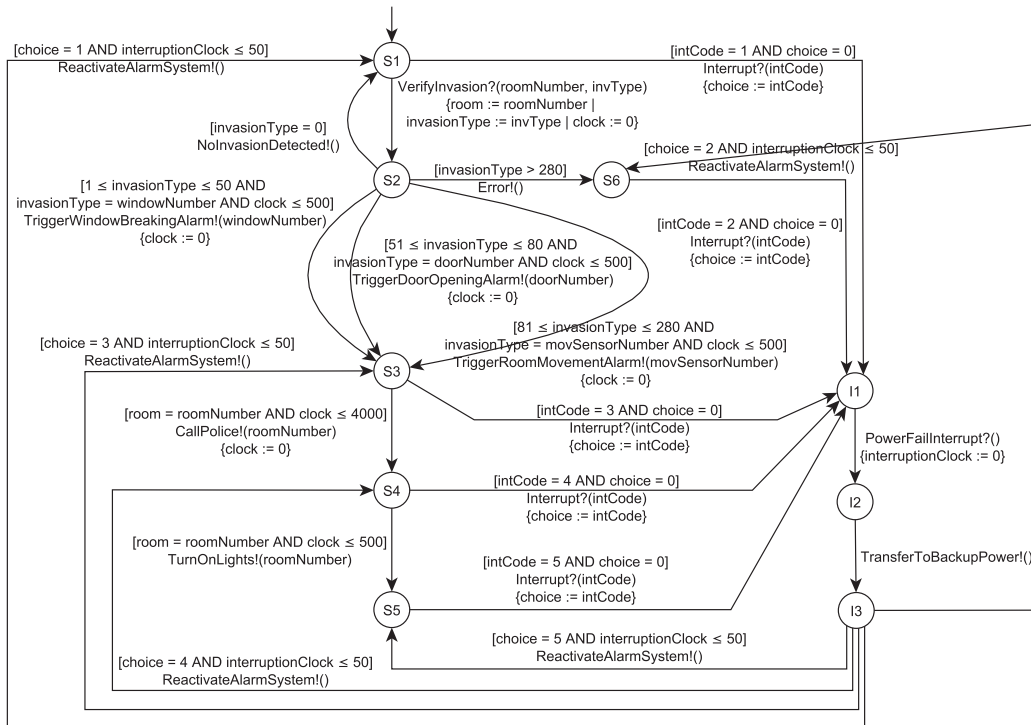 [choice = 1 AND interruptionClock ≤ 50]
ReactivateAlarmSystem!()
S1
[intCode = 1 AND choice = 0]
Interrupt?(intCode)
{choice := intCode}
VerifyInvasion?(roomNumber, invType)
{room := roomNumber |
invasionType := invType | clock := 0}
[invasionType = 0]
NoInvasionDetected!()
S2
[invasionType > 280]
Error!()
S6
[choice = 2 AND interruptionClock ≤ 50]
ReactivateAlarmSystem!()
[1 ≤ invasionType ≤ 50 AND
invasionType = windowNumber AND clock ≤ 500]
TriggerWindowBreakingAlarm!(windowNumber)
{clock := 0}
[51 ≤ invasionType ≤ 80 AND
invasionType = doorNumber AND clock ≤ 500]
TriggerDoorOpeningAlarm!(doorNumber)
{clock := 0}
[intCode = 2 AND choice = 0]
Interrupt?(intCode)
{choice := intCode}
[81 ≤ invasionType ≤ 280 AND
invasionType = movSensorNumber AND clock ≤ 500]
TriggerRoomMovementAlarm!(movSensorNumber)
{clock := 0}
[choice = 3 AND interruptionClock ≤ 50]
ReactivateAlarmSystem!()
S3
I1
[intCode = 3 AND choice = 0]
Interrupt?(intCode)
{choice := intCode}
[room = roomNumber AND clock ≤ 4000]
CallPolice!(roomNumber)
{clock := 0}
PowerFailInterrupt?()
{interruptionClock := 0}
S4
[intCode = 4 AND choice = 0]
Interrupt?(intCode)
{choice := intCode}
I2
[room = roomNumber AND clock ≤ 500]
TurnOnLights!(roomNumber)
TransferToBackupPower!()
[intCode = 5 AND choice = 0]
Interrupt?(intCode)
{choice := intCode}
S5
I3
[choice = 5 AND interruptionClock ≤ 50]
ReactivateAlarmSystem!()
[choice = 4 AND interruptionClock ≤ 50]
ReactivateAlarmSystem!()